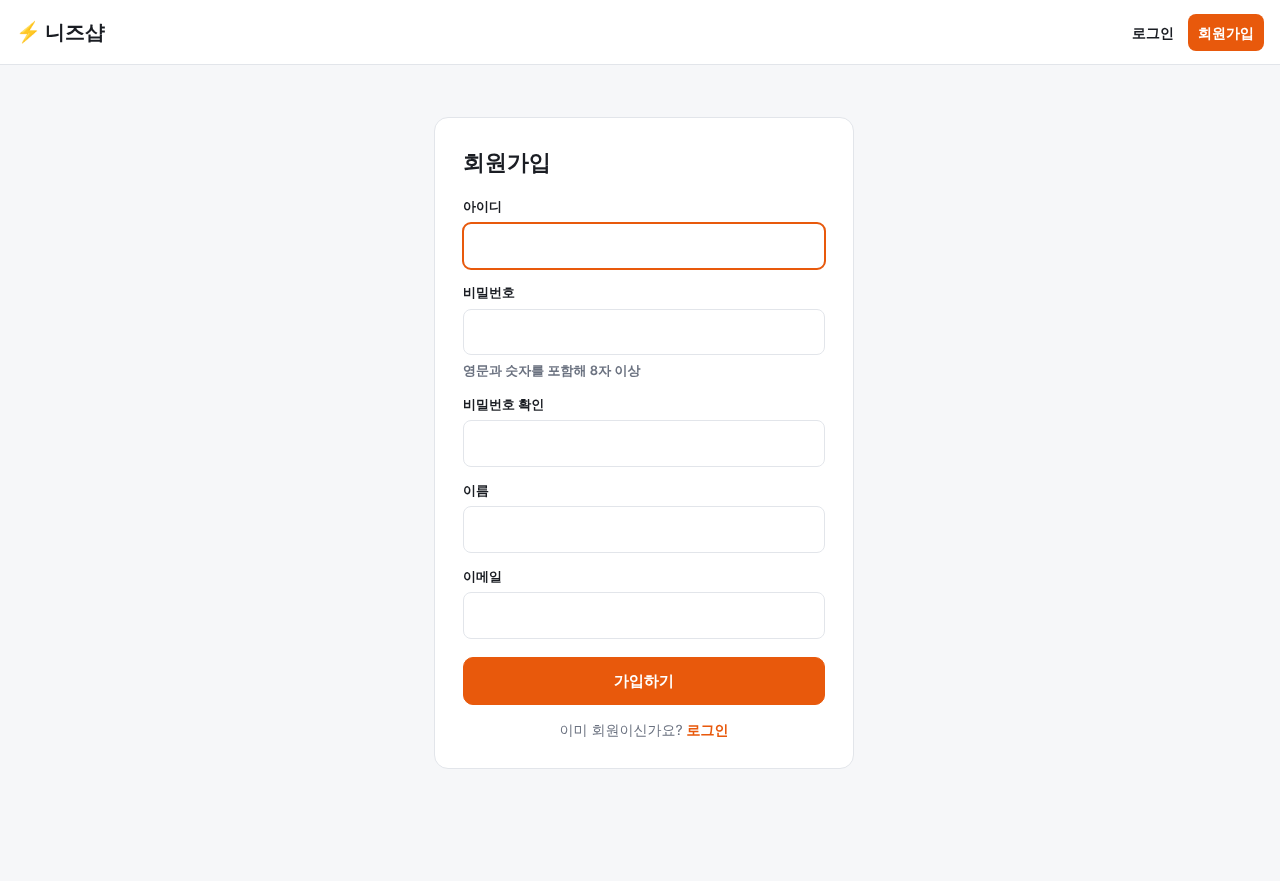 ⚡ 니즈샵
로그인
회원가입
회원가입
아이디
비밀번호
영문과 숫자를 포함해 8자 이상
비밀번호 확인
이름
이메일
가입하기
이미 회원이신가요? 로그인